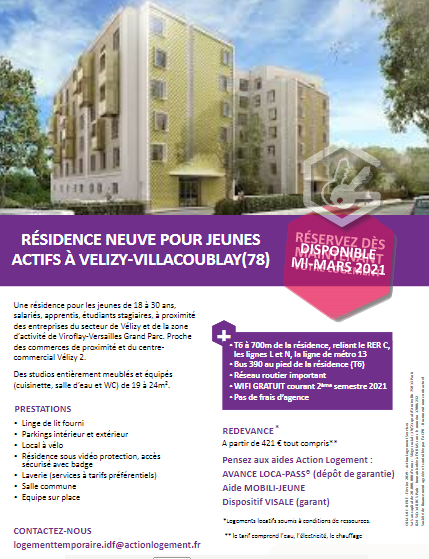 RÉSIDENCE NEUVE POUR JEUNES
ACTIFS À VELIZY-VILLACOUBLAY(78)
RÉSERVEZ DÈS
MAINTENANT
DISPONIBLE
MI-MARS 2021
Une résidence pour les jeunes de 18 à 30 ans,
salariés, apprentis, étudiants stagiaires, à proximité
des entreprises du secteur de Vélizy et de la zone
d'activité de Viroflay-Versailles Grand Parc. Proche
des commerces de proximité et du centre-
commercial Vélizy 2.
Des studios entièrement meublés et équipés
(cuisinette, salle d'eau et WC) de 19 à 24m².
PRESTATIONS
• Linge de lit fourni
• Parkings intérieur et extérieur
• Local à vélo
• Résidence sous vidéo protection, accès
sécurisé avec badge
• Laverie (services à tarifs préférentiels)
• Salle commune
• Equipe sur place
CONTACTEZ-NOUS
logementtemporaire.idf@actionlogement.fr
• T6 à 700m de la résidence, reliant le RER C,
les lignes L et N, la ligne de métro 13
• Bus 390 au pied de la résidence (T6)
• Réseau routier important
• WIFI GRATUIT courant 2ème semestre 2021
• Pas de frais d'agence
REDEVANCE *
A partir de 421 € tout compris**
Pensez aux aides Action Logement :
AVANCE LOCA-PASS® (dépôt de garantie)
Aide MOBILI-JEUNE
Dispositif VISALE (garant)
*Logements locatifs soumis à conditions de ressources.
** le tarif comprend l'eau, l'électricité, le chauffage